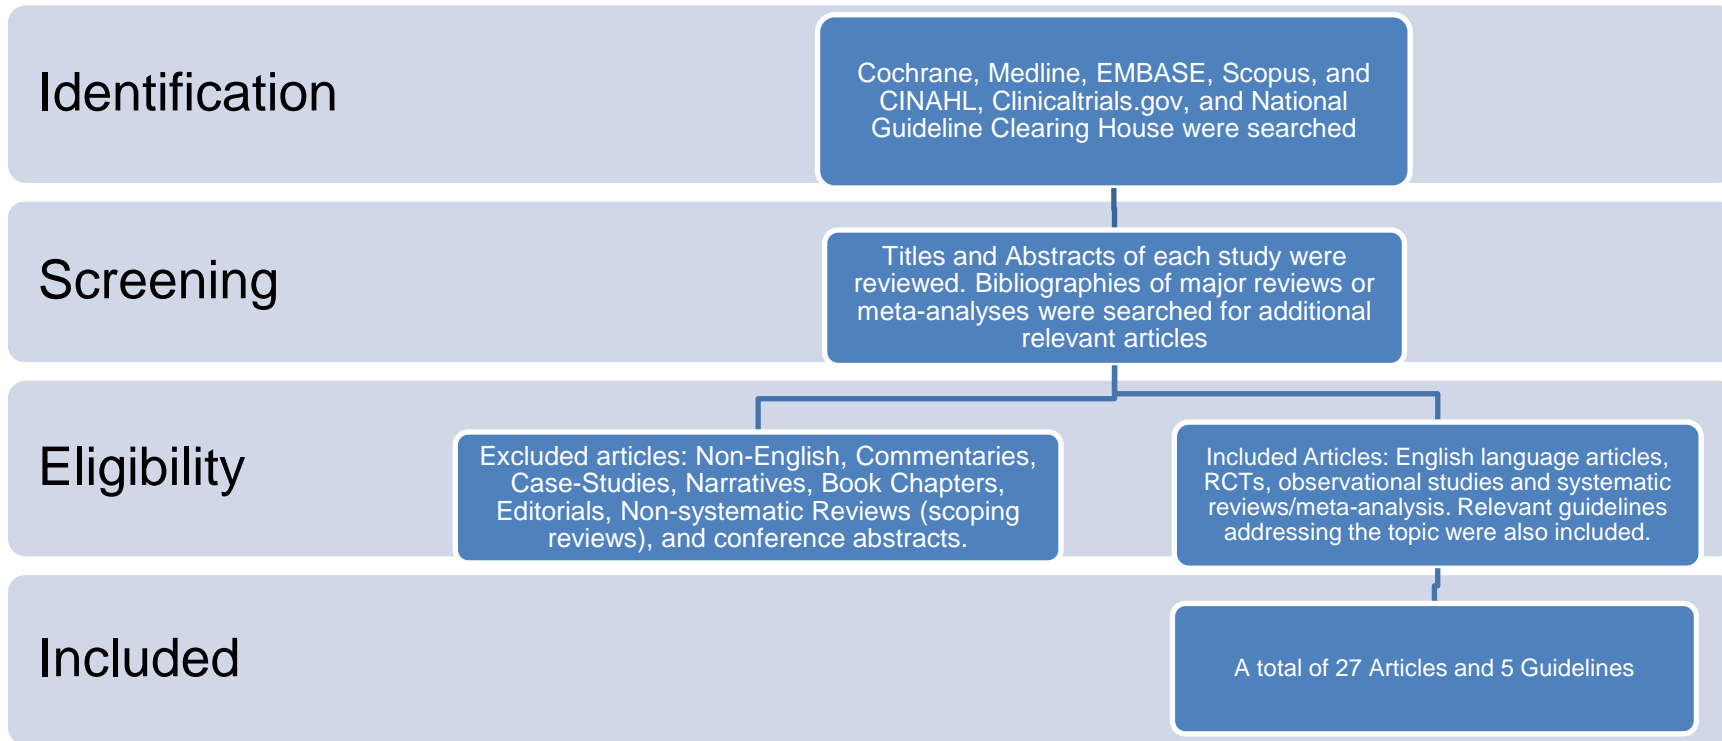 Identification
Cochrane, Medline, EMBASE, Scopus, and
CINAHL, Clinicaltrials.gov, and National
Guideline Clearing House were searched
Screening
Titles and Abstracts of each study were
reviewed. Bibliographies of major reviews or
meta-analyses were searched for additional
relevant articles
Eligibility
Excluded articles: Non-English, Commentaries,
Case-Studies, Narratives, Book Chapters,
Editorials, Non-systematic Reviews (scoping
reviews), and conference abstracts.
Included Articles: English language articles,
RCTs, observational studies and systematic
reviews/meta-analysis. Relevant guidelines
addressing the topic were also included.
Included
A total of 27 Articles and 5 Guidelines